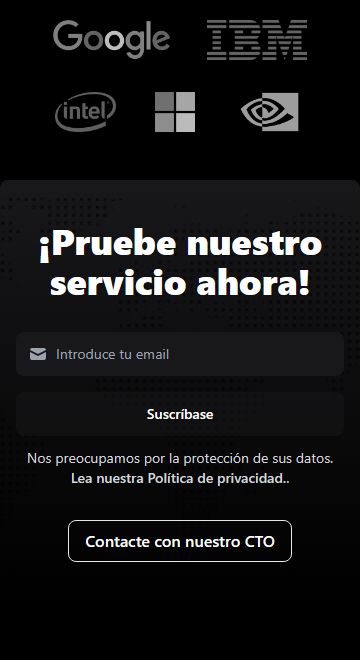 Google IBM
intel
¡Pruebe nuestro
servicio ahora!
Introduce tu email
Suscríbase
Nos preocupamos por la protección de sus datos.
Lea nuestra Política de privacidad..
Contacte con nuestro CTO